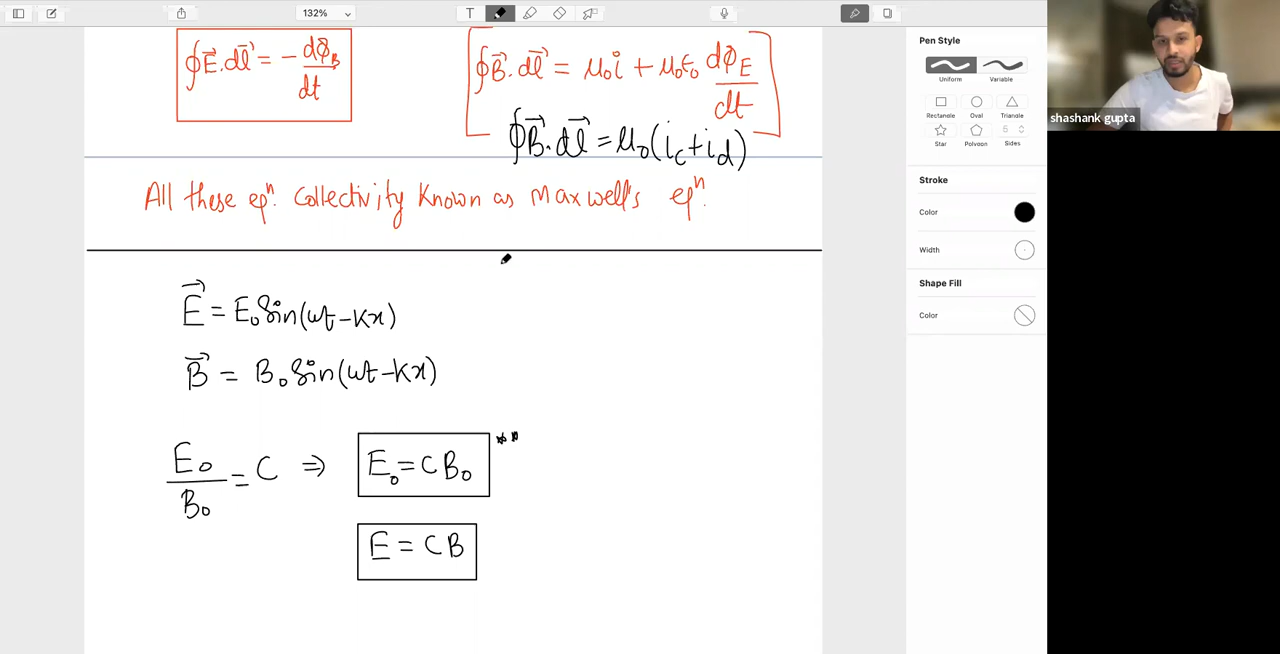 132%
T
∮E⃗.dl⃗ = - dφB/dt
∮B⃗.dl⃗ = μ0i + μ0ε0 dφE/dt
∮B⃗.dl⃗ = μ0(ic+id)
All these eqⁿ. Collectivity Known as Maxwell's eqⁿ.
E⃗ = E0 Sin(ωt-Kx)
B⃗ = B0 Sin(ωt-Kx)
E0/B0 = C ⇒ E0 = CB0 **
E = CB
Pen Style
Uniform Variable
Rectangle Oval Triangle
5
Star Polygon Sides
Stroke
Color
Width
Shape Fill
Color
shashank gupta